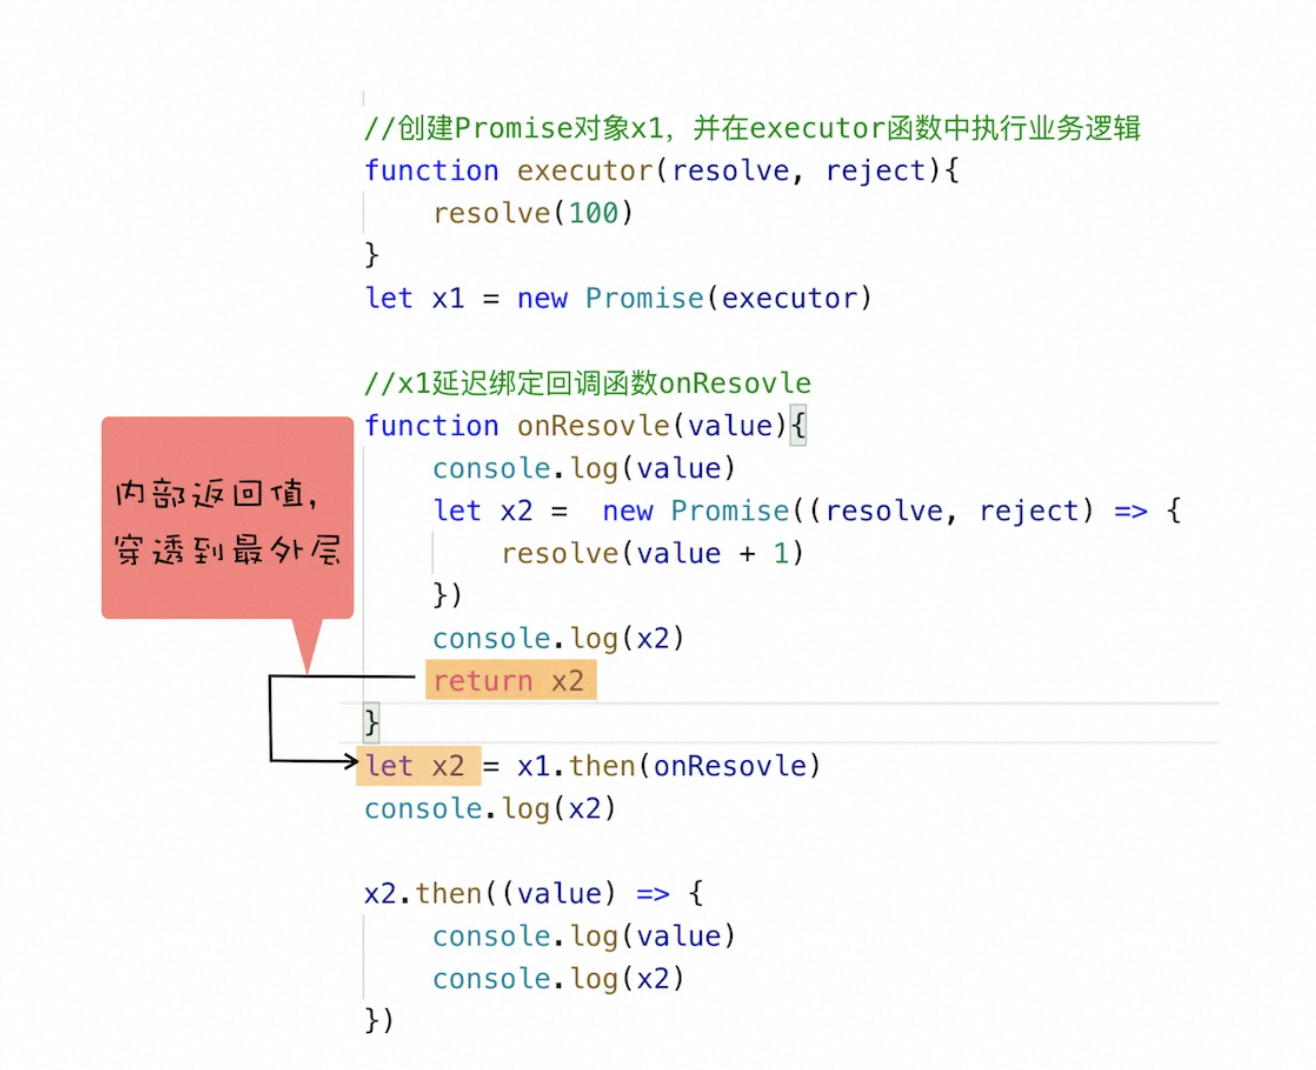 //创建Promise对象x1，并在executor函数中执行业务逻辑
function executor(resolve, reject){
    resolve(100)
}
let x1 = new Promise(executor)
//x1延迟绑定回调函数onResovle
function onResovle(value){
    console.log(value)
    let x2 =  new Promise((resolve, reject) => {
        resolve(value + 1)
    })
    console.log(x2)
    return x2
}
内部返回值,
穿透到最外层
let x2 = x1.then(onResovle)
console.log(x2)
x2.then((value) => {
    console.log(value)
    console.log(x2)
})